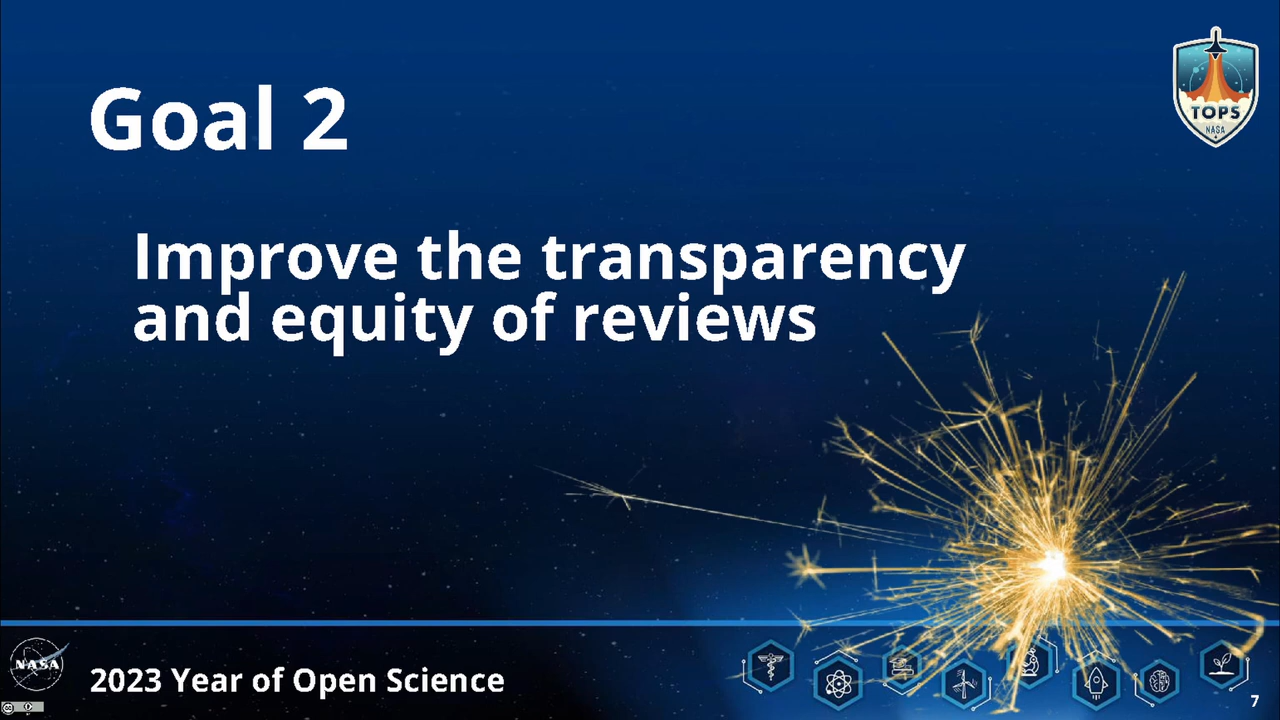 Goal 2
TOPS
NASA
Improve the transparency
and equity of reviews
NASA
2023 Year of Open Science
7